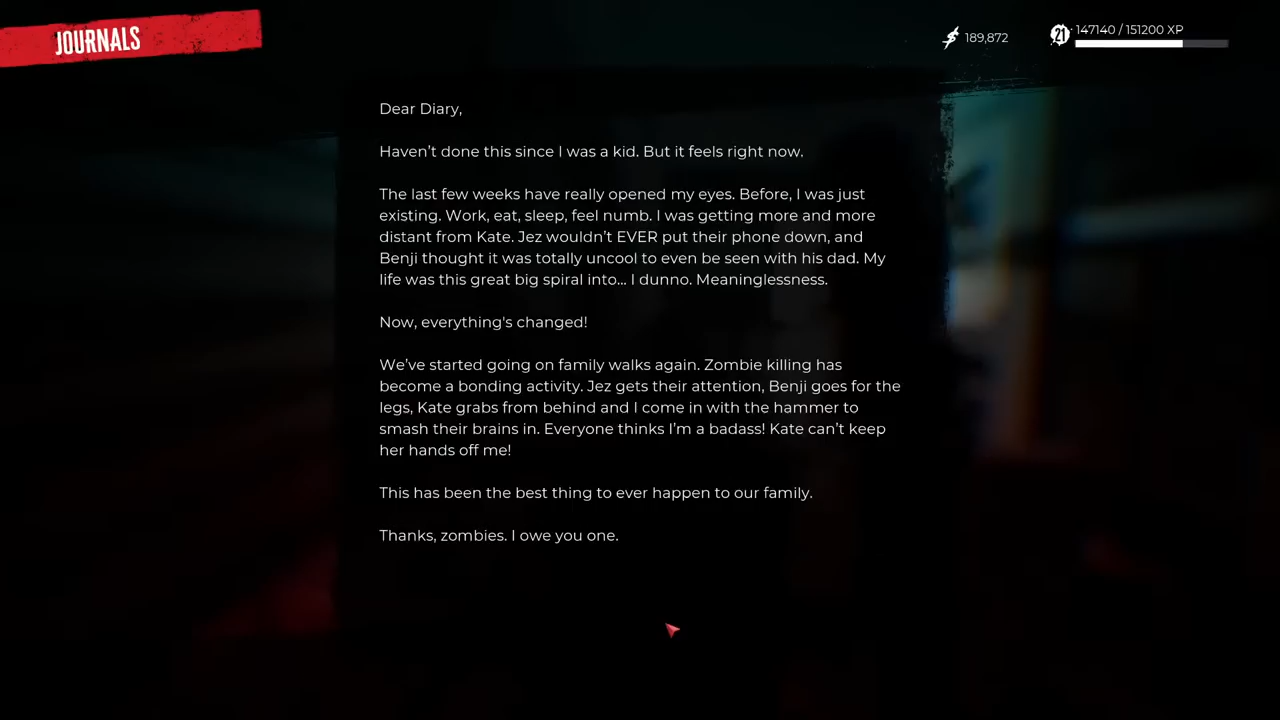 JOURNALS
189,872
21
147140 / 151200 XP
Dear Diary,
Haven't done this since I was a kid. But it feels right now.
The last few weeks have really opened my eyes. Before, I was just
existing. Work, eat, sleep, feel numb. I was getting more and more
distant from Kate. Jez wouldn't EVER put their phone down, and
Benji thought it was totally uncool to even be seen with his dad. My
life was this great big spiral into... I dunno. Meaninglessness.
Now, everything's changed!
We've started going on family walks again. Zombie killing has
become a bonding activity. Jez gets their attention, Benji goes for the
legs, Kate grabs from behind and I come in with the hammer to
smash their brains in. Everyone thinks I'm a badass! Kate can't keep
her hands off me!
This has been the best thing to ever happen to our family.
Thanks, zombies. I owe you one.